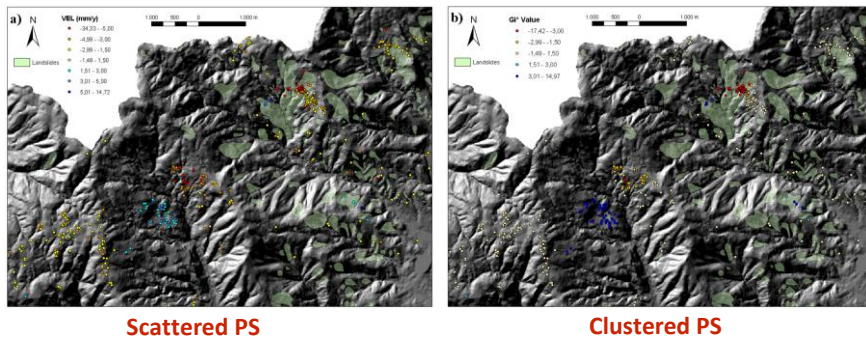 a)
N
VEL (mm/y)
-34,33 - -5,00
-4,99 - -3,00
-2,99 - -1,50
-1,49 - 1,50
1,51 - 3,00
3,01 - 5,00
5,01 - 14,72
Landslides
1.000 500 0 1.000 m
b)
N
Gi* Value
-17,42 - -3,00
-2,99 - -1,50
-1,49 - 1,50
1,51 - 3,00
3,01 - 14,97
Landslides
1.000 500 0 1.000 m
Scattered PS
Clustered PS